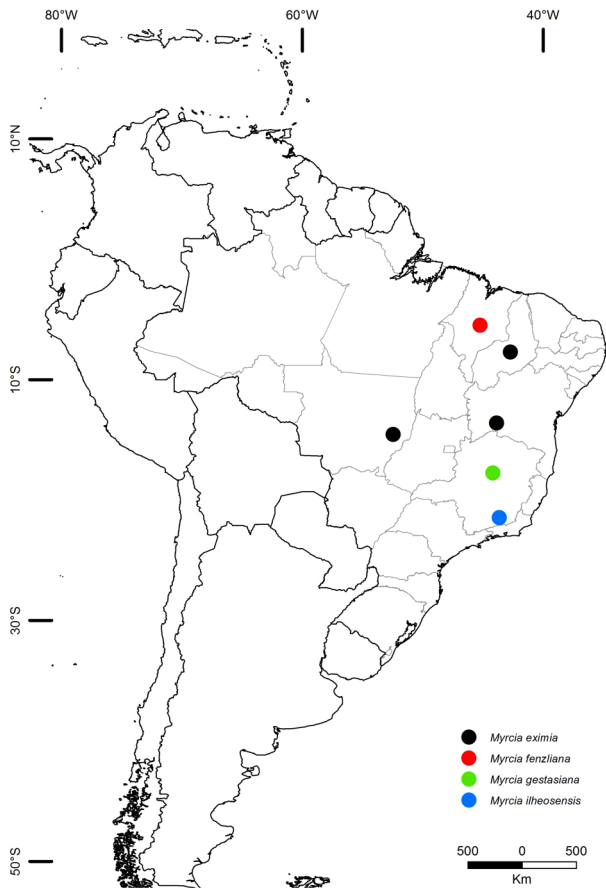 80°W 60°W 40°W
10°N
10°S
30°S
50°S
Myrcia eximia
Myrcia fenzliana
Myrcia gestasiana
Myrcia ilheosensis
500 0 500
Km